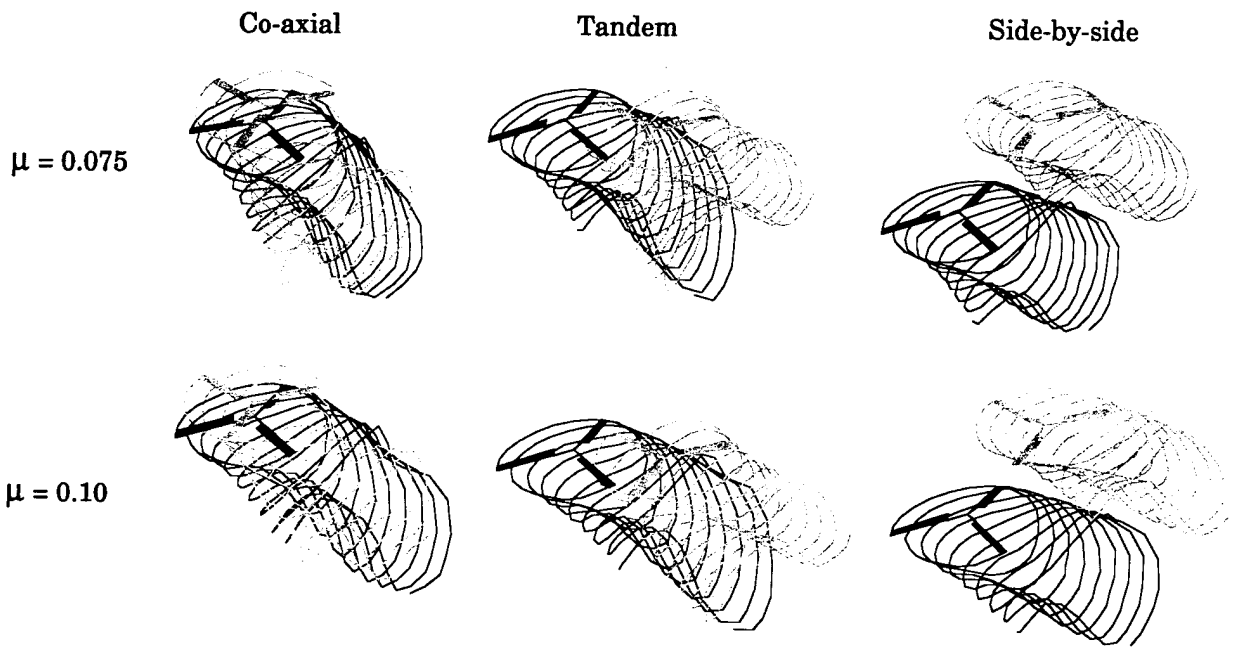 Co-axial
Tandem
Side-by-side
μ = 0.075
μ = 0.10